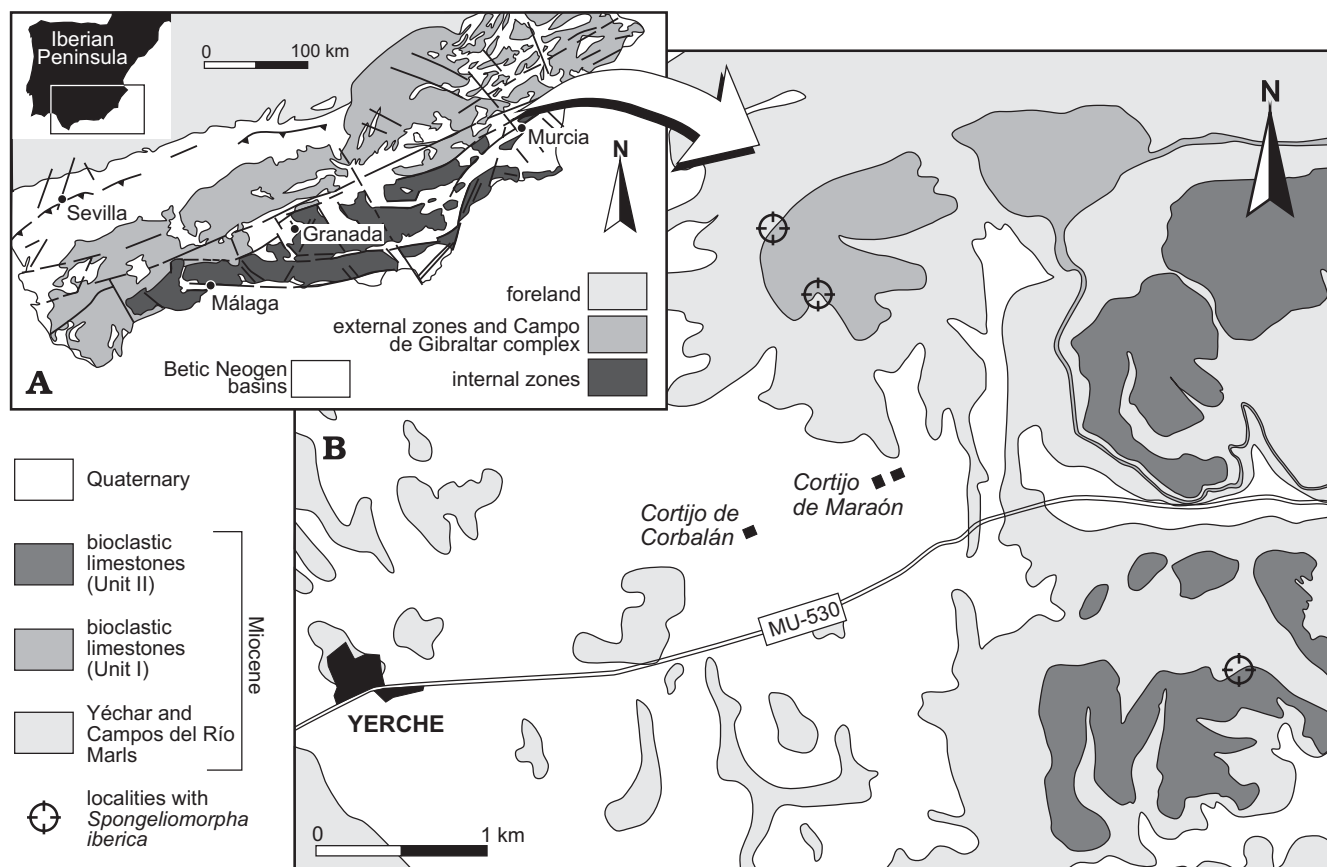 Iberian
Peninsula
0 100 km
Murcia
N
Sevilla
Granada
Málaga
foreland
external zones and Campo
de Gibraltar complex
Betic Neogen
basins
internal zones
A
N
B
Quaternary
bioclastic
limestones
(Unit II)
bioclastic
limestones
(Unit I)
Miocene
Yéchar and
Campos del Río
Marls
localities with
Spongeliomorpha
iberica
Cortijo
de Maraón
Cortijo de
Corbalán
MU-530
YERCHE
0 1 km